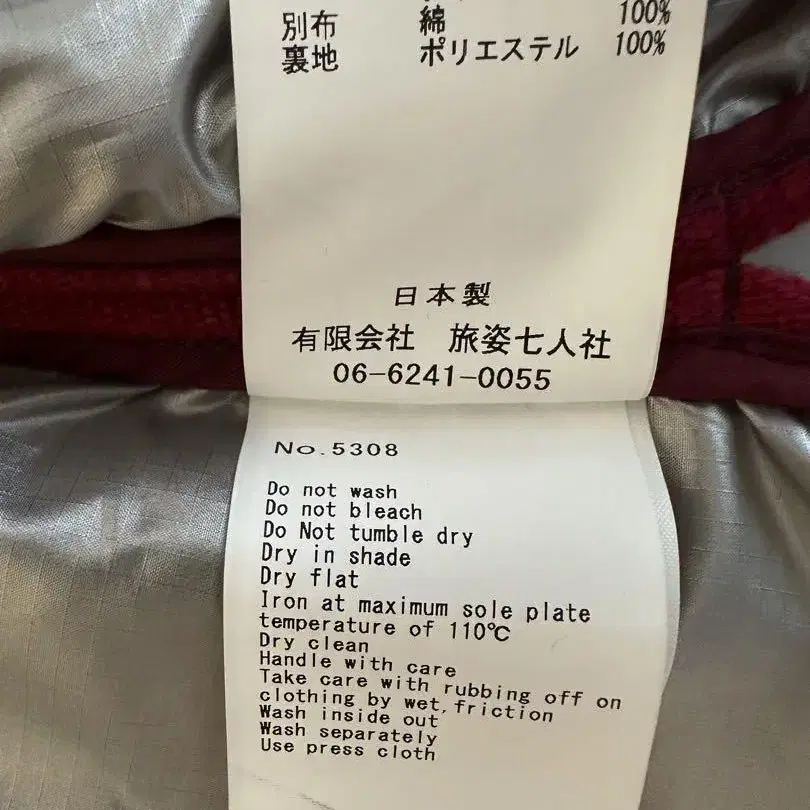 別布 綿 100%
裏地 ポリエステル 100%
日本製
有限会社 旅姿七人社
06-6241-0055
No.5308
Do not wash
Do not bleach
Do Not tumble dry
Dry in shade
Dry flat
Iron at maximum sole plate
temperature of 110℃
Dry clean
Handle with care
Take care with rubbing off on
clothing by wet,friction
Wash inside out
Wash separately
Use press cloth